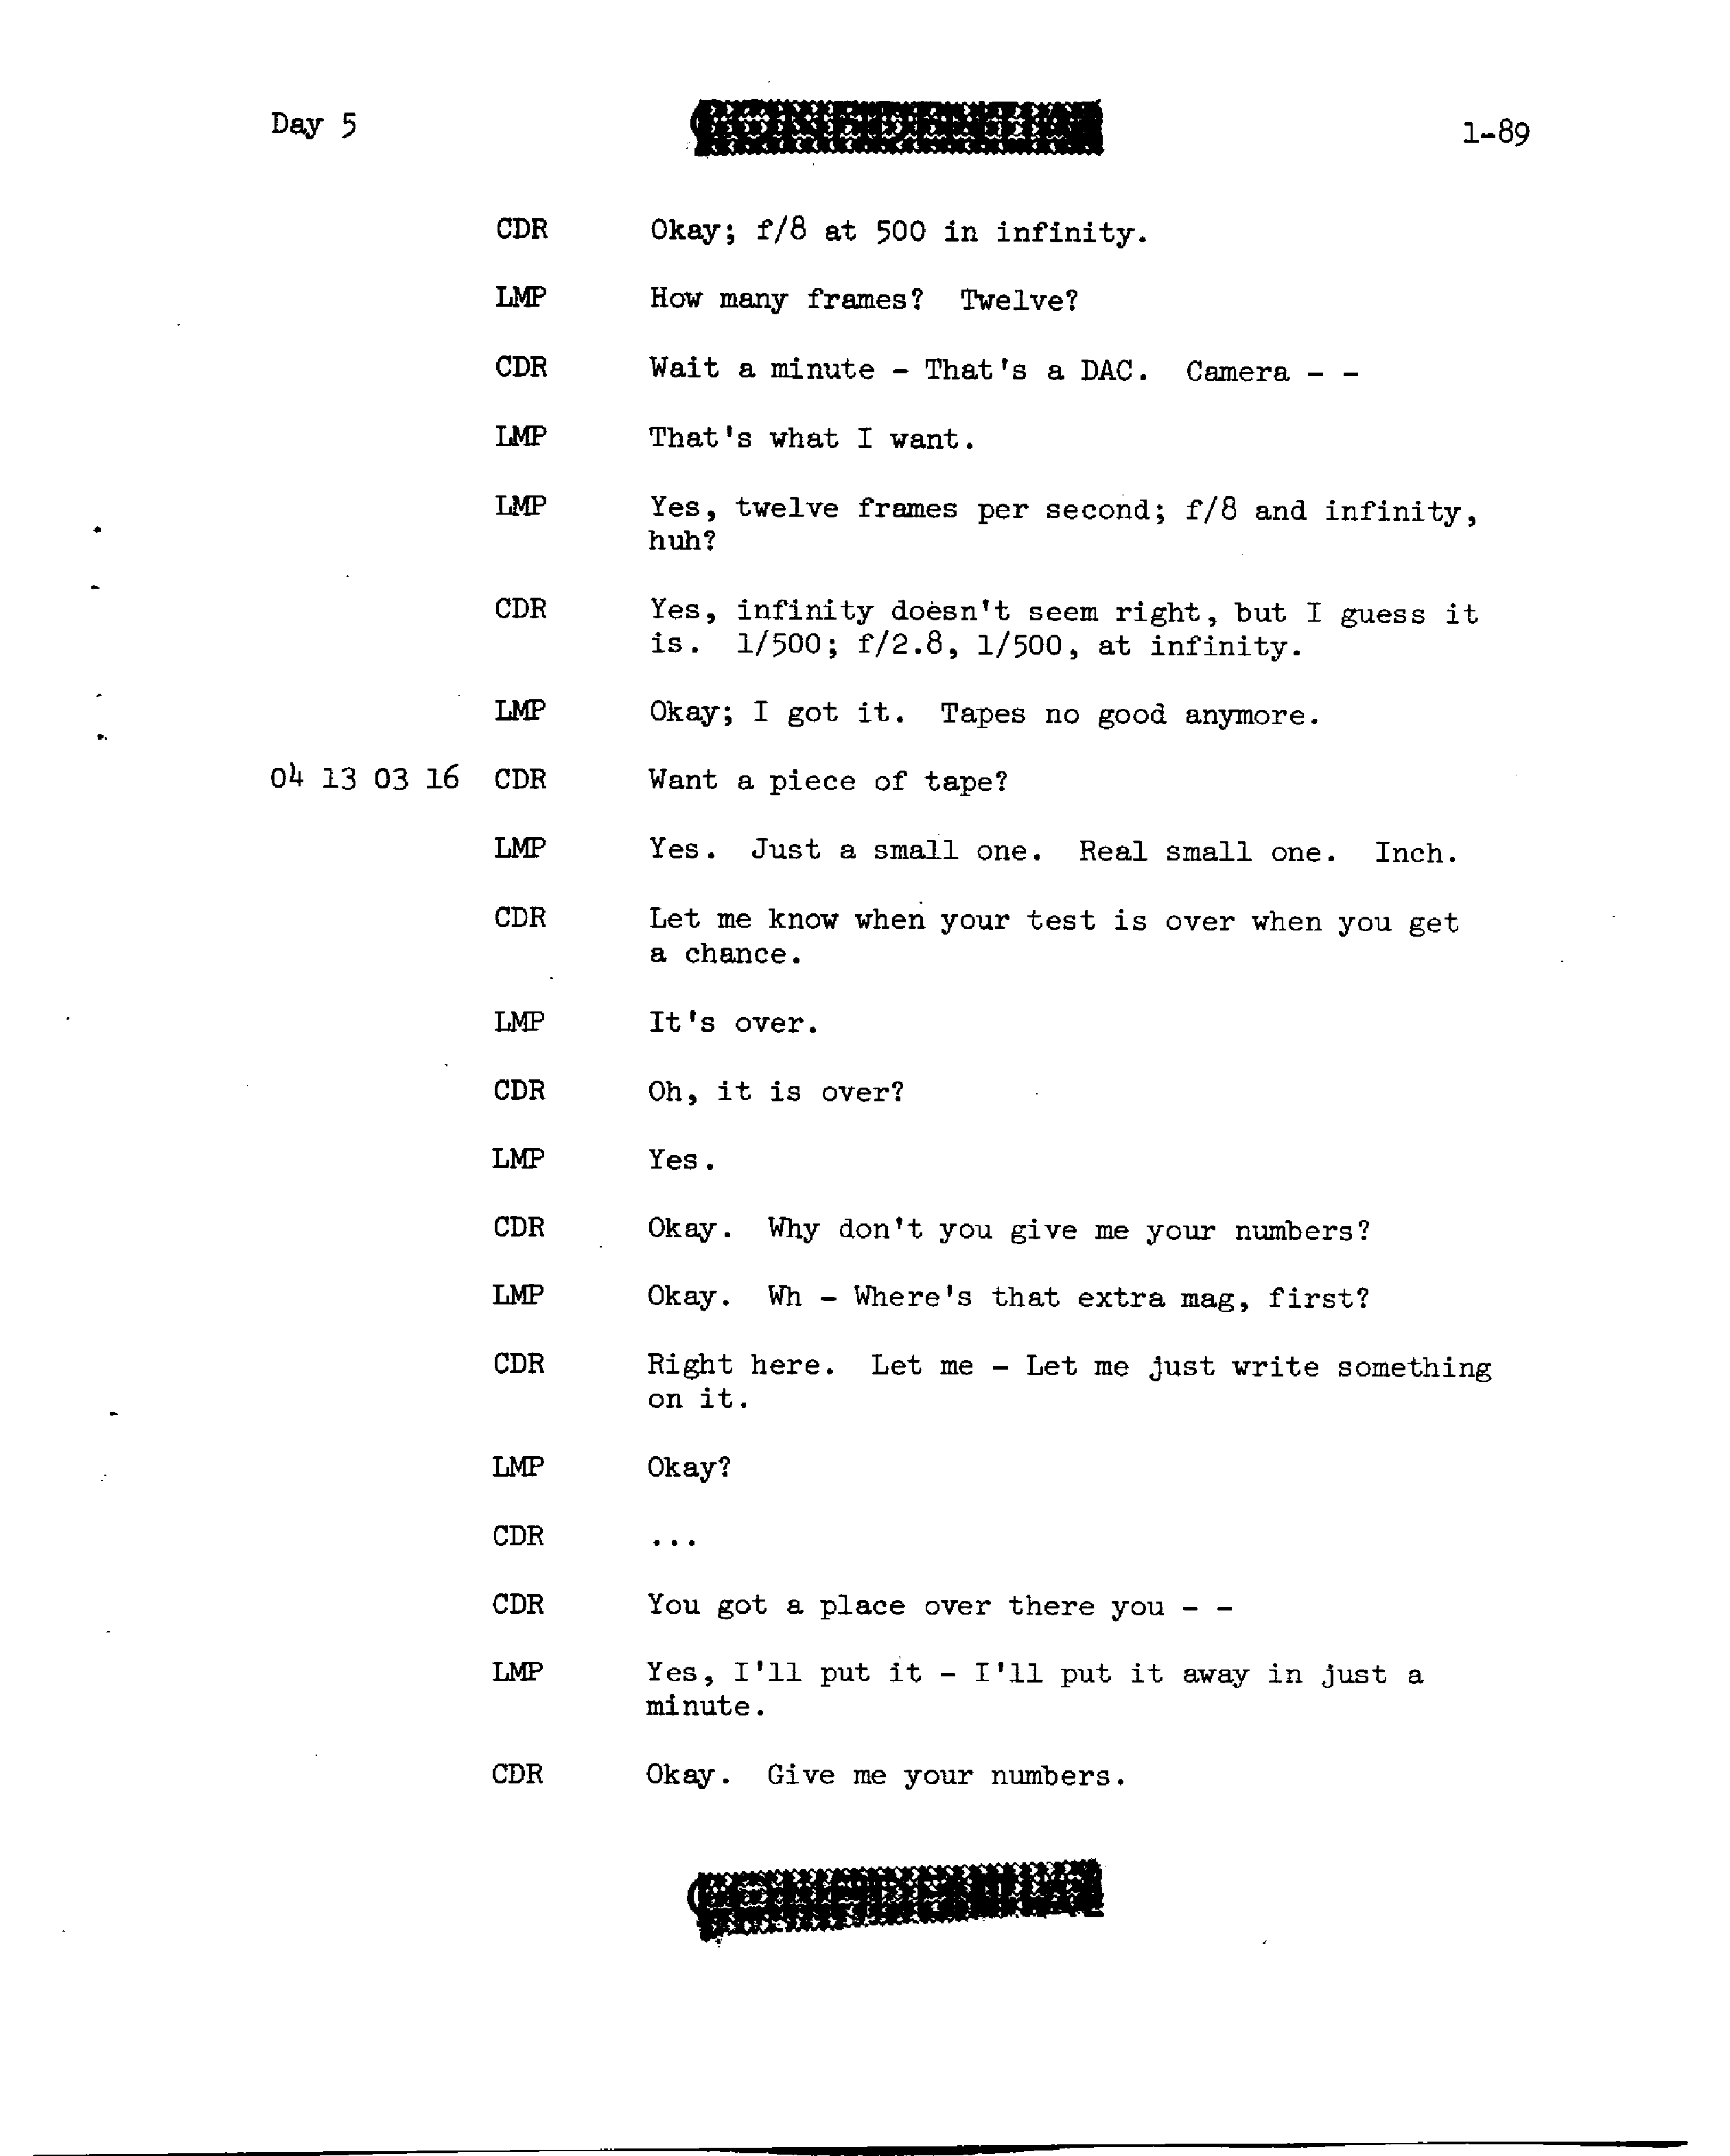 Day 5
1-89
CDR Okay; f/8 at 500 in infinity.
LMP How many frames? Twelve?
CDR Wait a minute - That's a DAC. Camera - -
LMP That's what I want.
LMP Yes, twelve frames per second; f/8 and infinity,
huh?
CDR Yes, infinity doesn't seem right, but I guess it
is. 1/500; f/2.8, 1/500, at infinity.
LMP Okay; I got it. Tapes no good anymore.
04 13 03 16 CDR Want a piece of tape?
LMP Yes. Just a small one. Real small one. Inch.
CDR Let me know when your test is over when you get
a chance.
LMP It's over.
CDR Oh, it is over?
LMP Yes.
CDR Okay. Why don't you give me your numbers?
LMP Okay. Wh - Where's that extra mag, first?
CDR Right here. Let me - Let me just write something
on it.
LMP Okay?
CDR ...
CDR You got a place over there you - -
LMP Yes, I'll put it - I'll put it away in just a
minute.
CDR Okay. Give me your numbers.